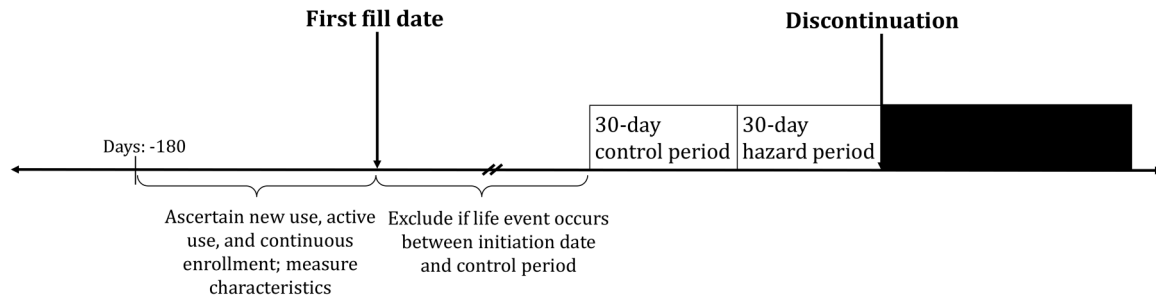 First fill date
Discontinuation
30-day
control period
30-day
hazard period
Days: -180
Ascertain new use, active
use, and continuous
enrollment; measure
characteristics
Exclude if life event occurs
between initiation date
and control period